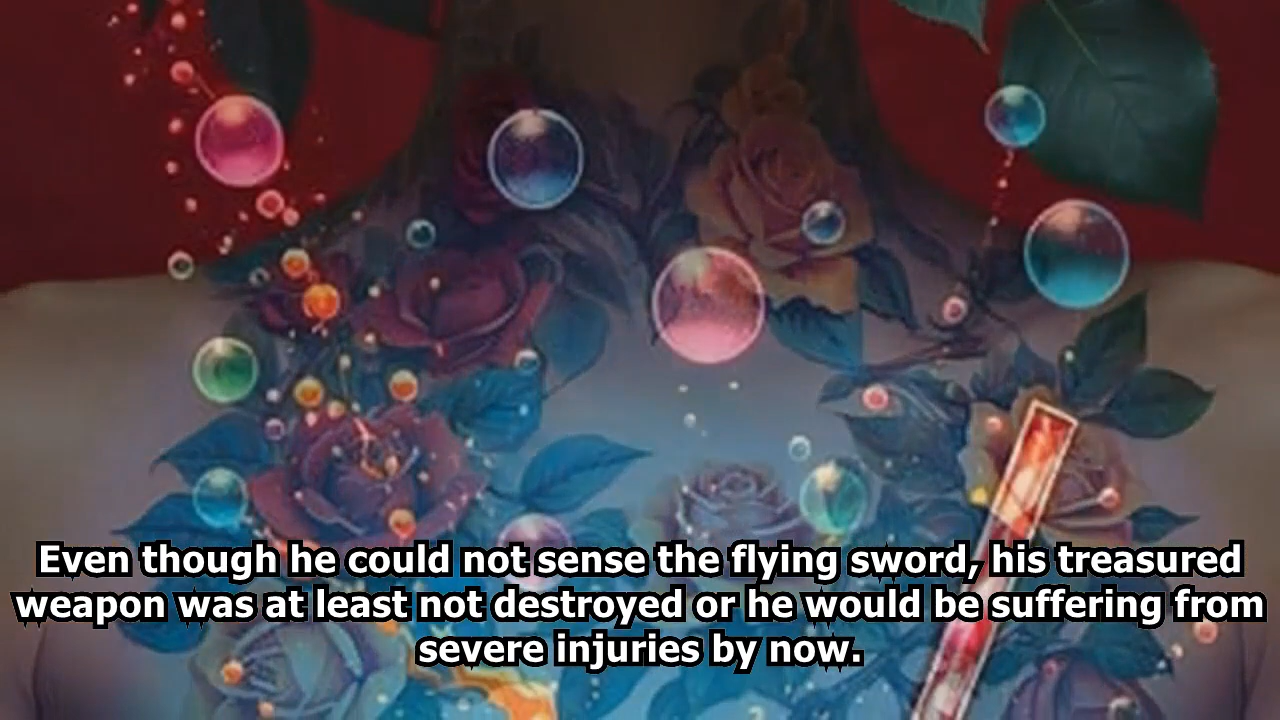 Even though he could not sense the flying sword, his treasured
weapon was at least not destroyed or he would be suffering from
severe injuries by now.